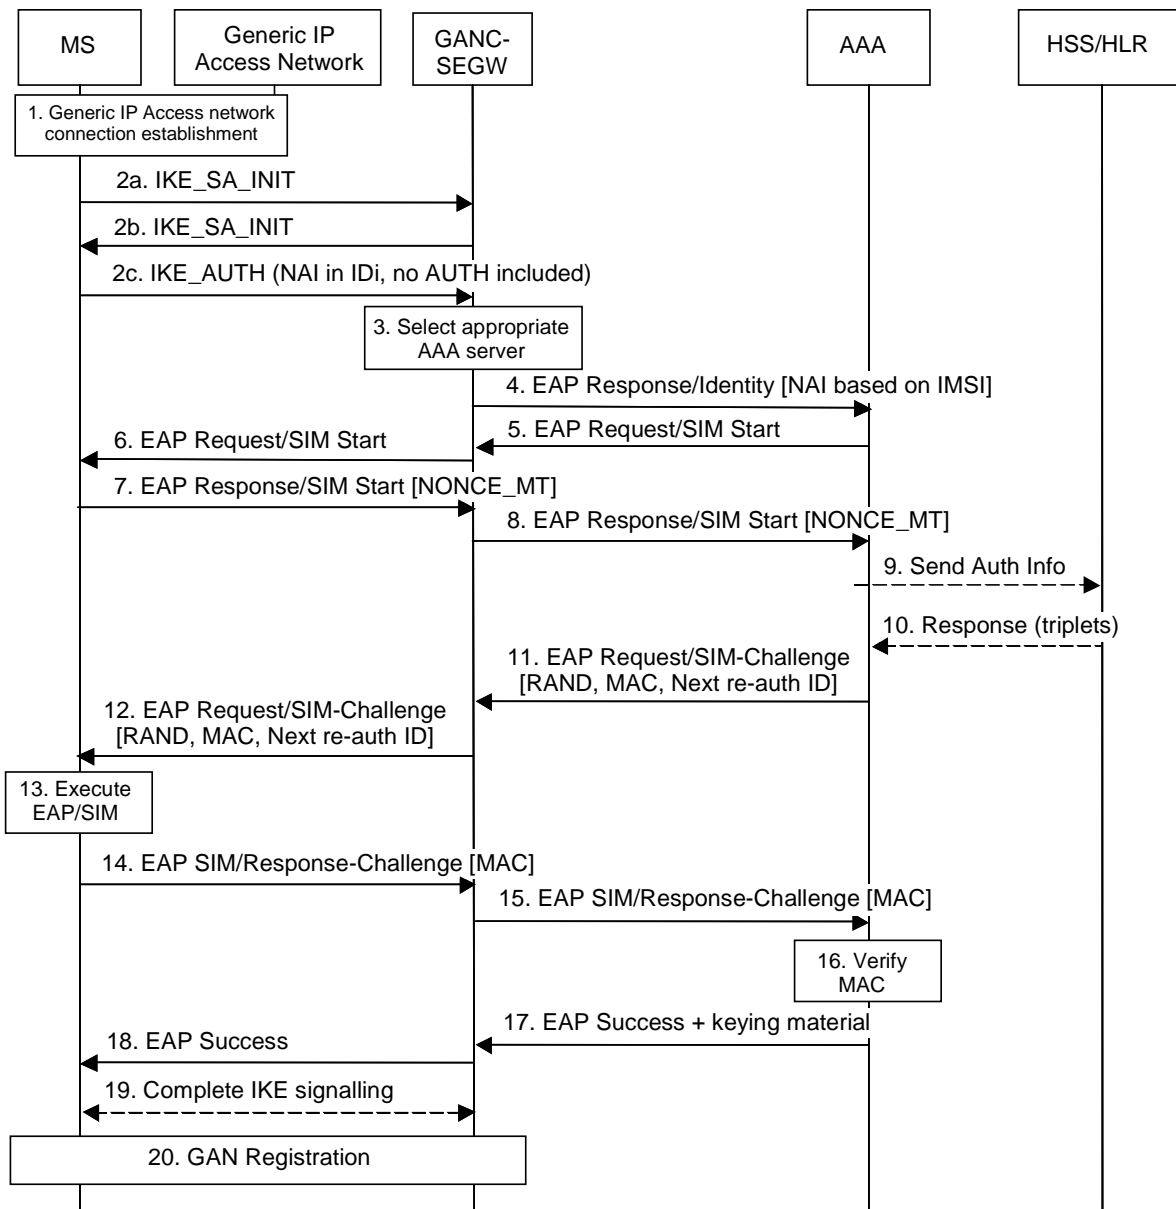 MS
Generic IP
Access Network
GANC-
SEGW
AAA
HSS/HLR
1. Generic IP Access network
connection establishment
2a. IKE_SA_INIT
2b. IKE_SA_INIT
2c. IKE_AUTH (NAI in IDi, no AUTH included)
3. Select appropriate
AAA server
4. EAP Response/Identity [NAI based on IMSI]
5. EAP Request/SIM Start
6. EAP Request/SIM Start
7. EAP Response/SIM Start [NONCE_MT]
8. EAP Response/SIM Start [NONCE_MT]
9. Send Auth Info
10. Response (triplets)
11. EAP Request/SIM-Challenge
[RAND, MAC, Next re-auth ID]
12. EAP Request/SIM-Challenge
[RAND, MAC, Next re-auth ID]
13. Execute
EAP/SIM
14. EAP SIM/Response-Challenge [MAC]
15. EAP SIM/Response-Challenge [MAC]
16. Verify
MAC
17. EAP Success + keying material
18. EAP Success
19. Complete IKE signalling
20. GAN Registration